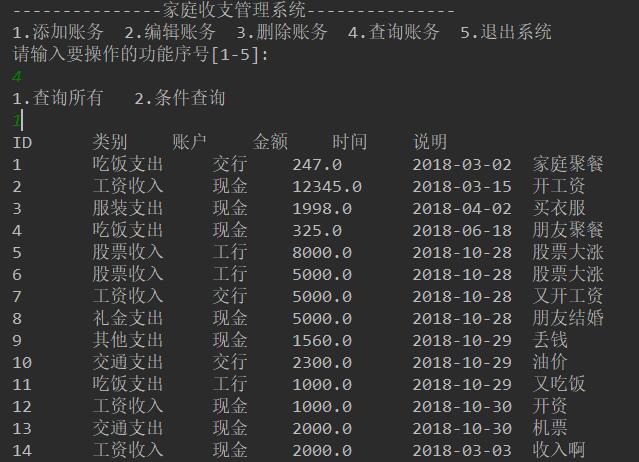 ---------------家庭收支管理系统---------------
1.添加账务  2.编辑账务  3.删除账务  4.查询账务  5.退出系统
请输入要操作的功能序号[1-5]:
4
1.查询所有   2.条件查询
1
ID 类别 账户 金额 时间 说明
1 吃饭支出 交行 247.0 2018-03-02 家庭聚餐
2 工资收入 现金 12345.0 2018-03-15 开工资
3 服装支出 现金 1998.0 2018-04-02 买衣服
4 吃饭支出 现金 325.0 2018-06-18 朋友聚餐
5 股票收入 工行 8000.0 2018-10-28 股票大涨
6 股票收入 工行 5000.0 2018-10-28 股票大涨
7 工资收入 交行 5000.0 2018-10-28 又开工资
8 礼金支出 现金 5000.0 2018-10-28 朋友结婚
9 其他支出 现金 1560.0 2018-10-29 丢钱
10 交通支出 交行 2300.0 2018-10-29 油价
11 吃饭支出 工行 1000.0 2018-10-29 又吃饭
12 工资收入 现金 1000.0 2018-10-30 开资
13 交通支出 现金 2000.0 2018-10-30 机票
14 工资收入 现金 2000.0 2018-03-03 收入啊